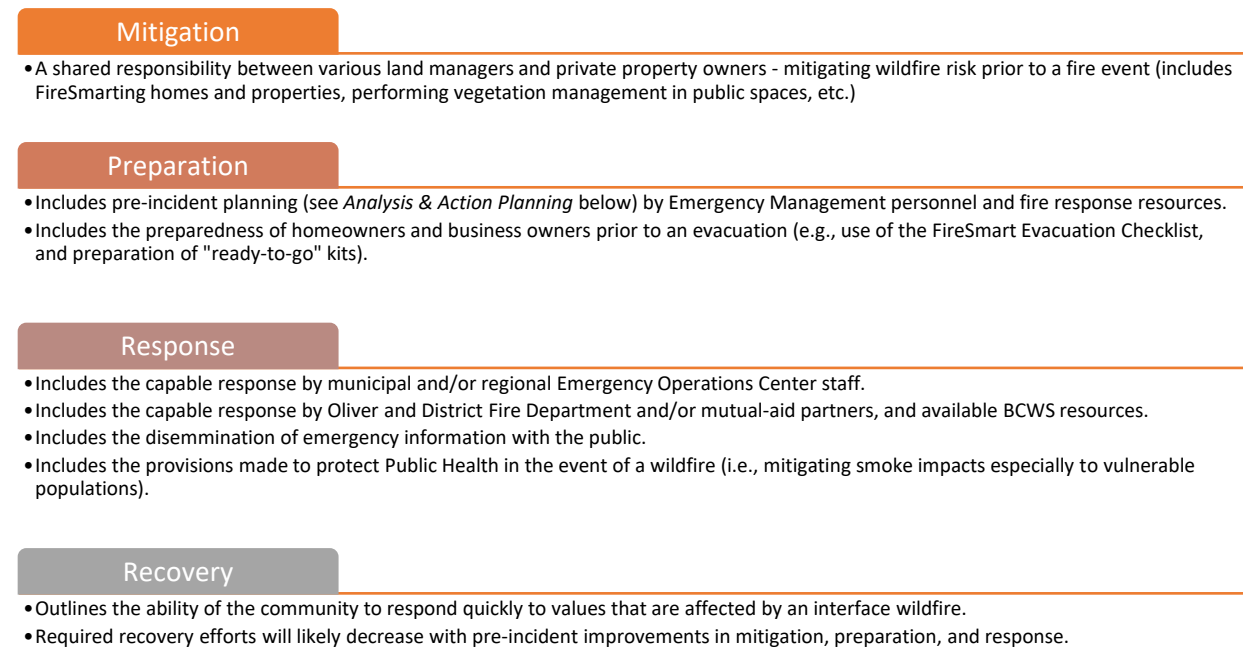 Mitigation
•A shared responsibility between various land managers and private property owners - mitigating wildfire risk prior to a fire event (includes
FireSmarting homes and properties, performing vegetation management in public spaces, etc.)
Preparation
•Includes pre-incident planning (see Analysis & Action Planning below) by Emergency Management personnel and fire response resources.
•Includes the preparedness of homeowners and business owners prior to an evacuation (e.g., use of the FireSmart Evacuation Checklist,
and preparation of "ready-to-go" kits).
Response
•Includes the capable response by municipal and/or regional Emergency Operations Center staff.
•Includes the capable response by Oliver and District Fire Department and/or mutual-aid partners, and available BCWS resources.
•Includes the disemmination of emergency information with the public.
•Includes the provisions made to protect Public Health in the event of a wildfire (i.e., mitigating smoke impacts especially to vulnerable
populations).
Recovery
•Outlines the ability of the community to respond quickly to values that are affected by an interface wildfire.
•Required recovery efforts will likely decrease with pre-incident improvements in mitigation, preparation, and response.